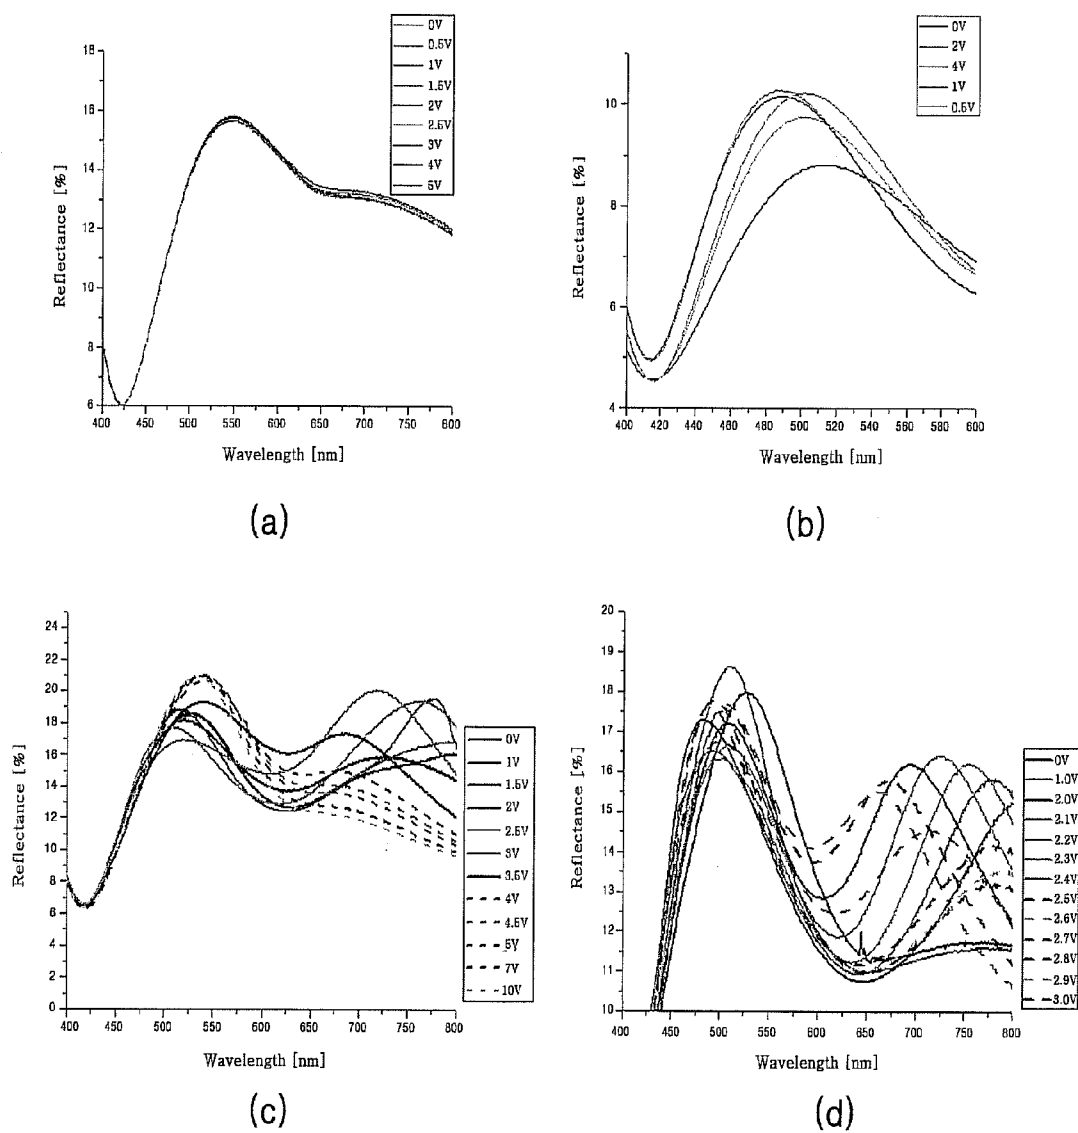 0V
0.5V
1V
1.5V
2V
2.5V
3V
4V
5V
18
16
14
12
10
8
6
Reflectance [%]
400 450 500 550 600 650 700 750 800
Wavelength [nm]
(a)
0V
2V
4V
1V
0.5V
10
8
6
4
Reflectance [%]
400 420 440 460 480 500 520 540 560 580 600
Wavelength [nm]
(b)
24
22
20
18
16
14
12
10
8
6
4
2
0
Reflectance [%]
0V
1V
1.5V
2V
2.5V
3V
3.5V
4V
4.5V
5V
7V
10V
400 450 500 550 600 650 700 750 800
Wavelength [nm]
(c)
20
19
18
17
16
15
14
13
12
11
10
Reflectance [%]
0V
1.0V
2.0V
2.1V
2.2V
2.3V
2.4V
2.5V
2.6V
2.7V
2.8V
2.9V
3.0V
400 450 500 550 600 650 700 750 800
Wavelength [nm]
(d)